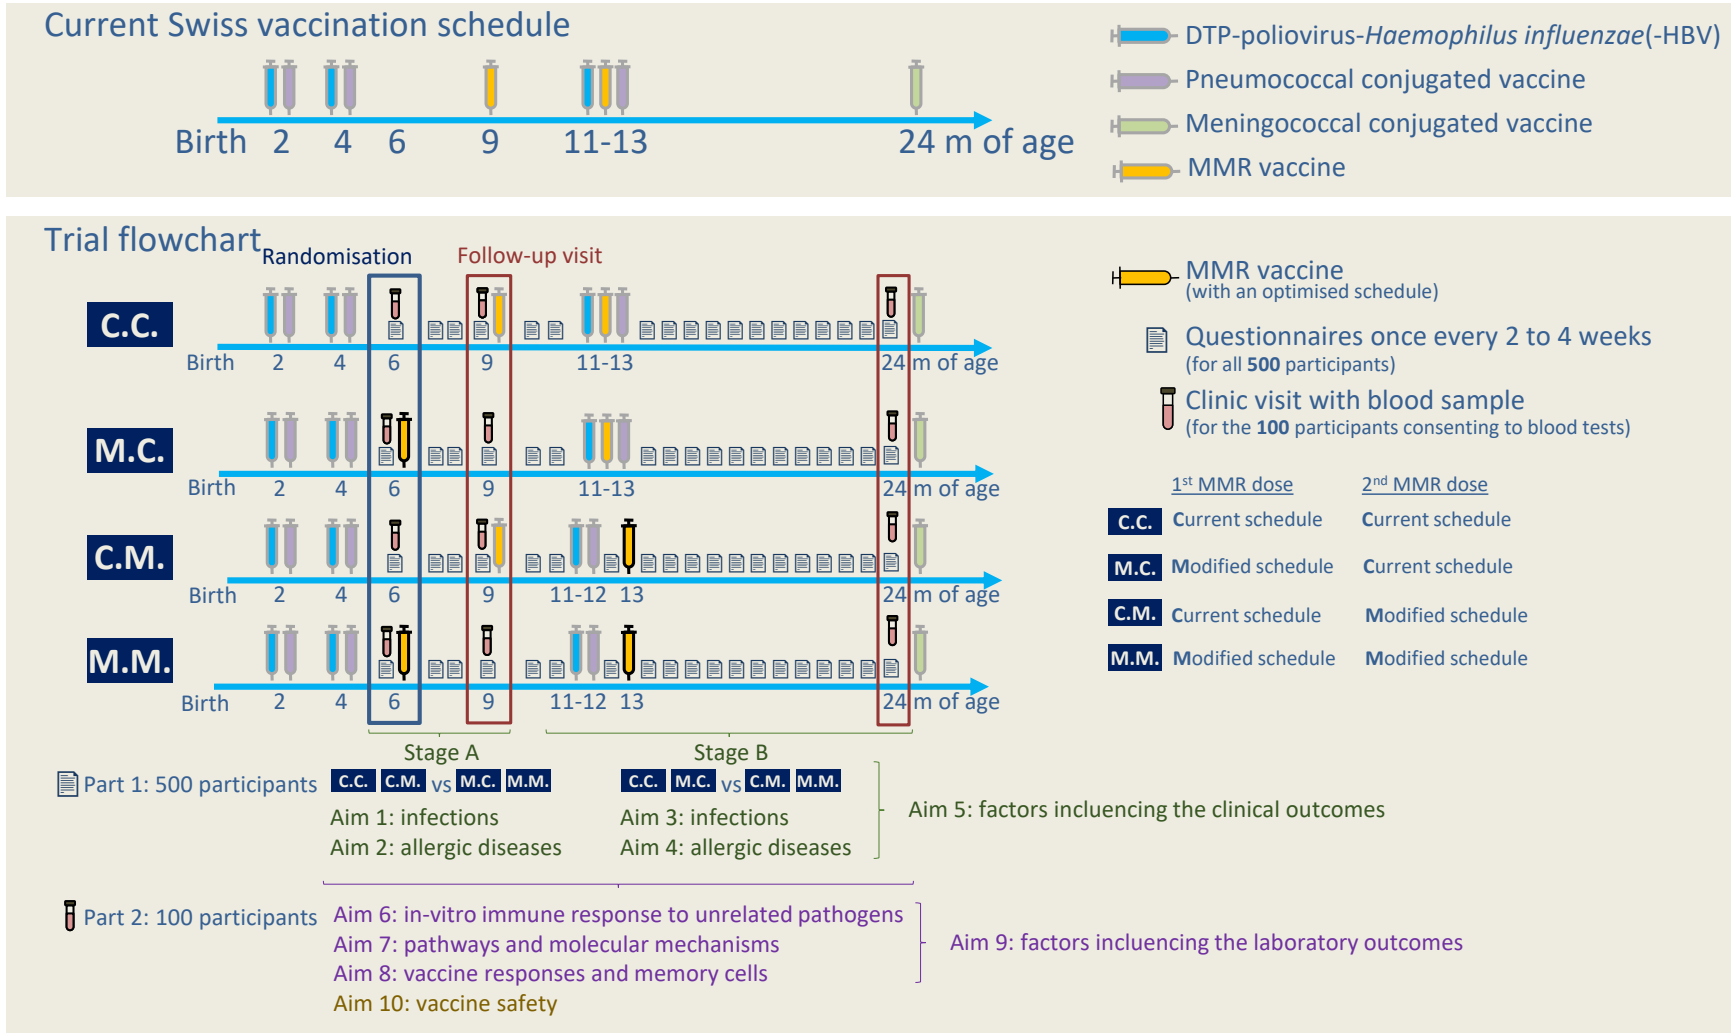 Current Swiss vaccination schedule
Birth 2 4 6 9 11-13 24 m of age
DTP-poliovirus-Haemophilus influenzae(-HBV)
Pneumococcal conjugated vaccine
Meningococcal conjugated vaccine
MMR vaccine
Trial flowchart
Randomisation Follow-up visit
C.C.
Birth 2 4 6 9 11-13 24 m of age
M.C.
Birth 2 4 6 9 11-13 24 m of age
C.M.
Birth 2 4 6 9 11-12 13 24 m of age
M.M.
Birth 2 4 6 9 11-12 13 24 m of age
MMR vaccine
(with an optimised schedule)
Questionnaires once every 2 to 4 weeks
(for all 500 participants)
Clinic visit with blood sample
(for the 100 participants consenting to blood tests)
1st MMR dose 2nd MMR dose
C.C. Current schedule Current schedule
M.C. Modified schedule Current schedule
C.M. Current schedule Modified schedule
M.M. Modified schedule Modified schedule
Stage A Stage B
Part 1: 500 participants C.C. C.M. vs M.C. M.M. C.C. M.C. vs C.M. M.M.
Aim 1: infections Aim 3: infections
Aim 2: allergic diseases Aim 4: allergic diseases
Aim 5: factors incluencing the clinical outcomes
Part 2: 100 participants
Aim 6: in-vitro immune response to unrelated pathogens
Aim 7: pathways and molecular mechanisms
Aim 8: vaccine responses and memory cells
Aim 9: factors incluencing the laboratory outcomes
Aim 10: vaccine safety